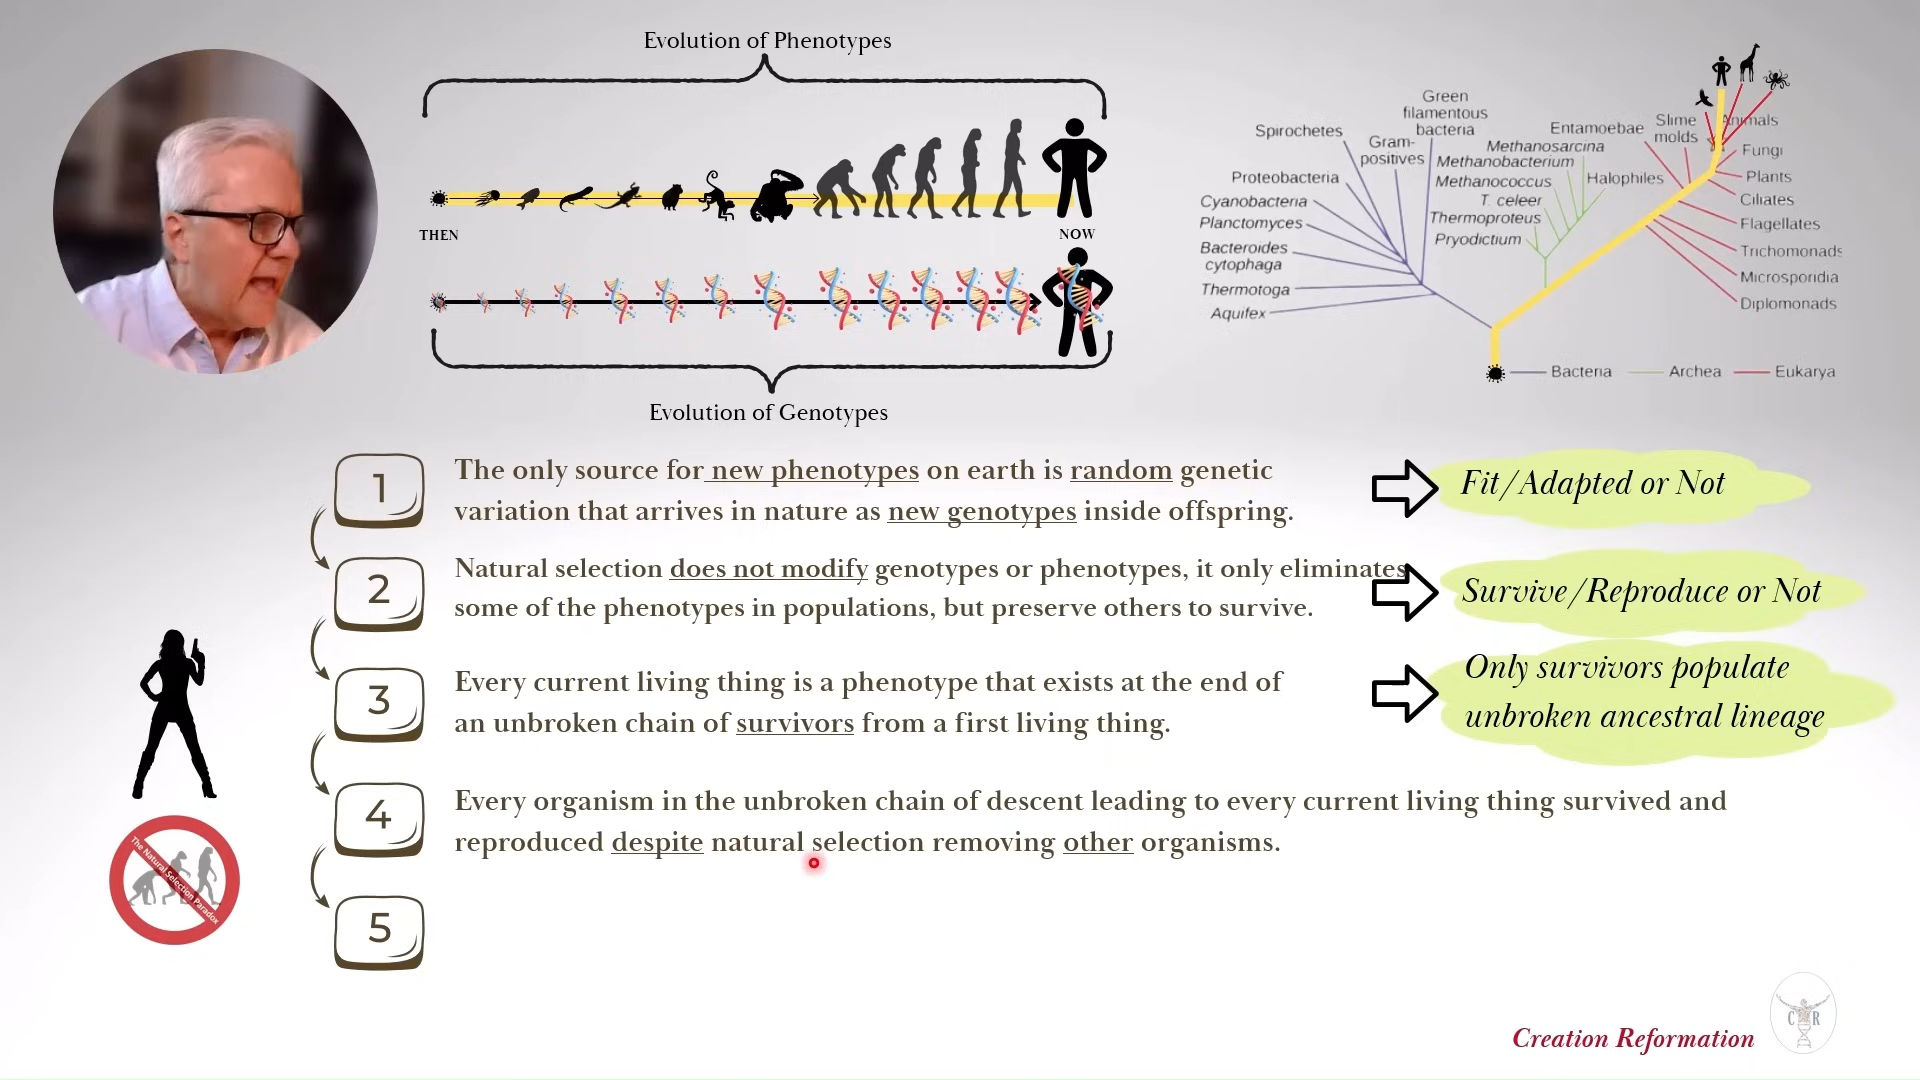 Evolution of Phenotypes
THEN
NOW
Evolution of Genotypes
Green
filamentous
bacteria
Spirochetes
Gram-
positives
Entamoebae
Slime
molds
Animals
Methanosarcina
Methanobacterium
Methanococcus
Halophiles
T. celeer
Thermoproteus
Pryodictium
Proteobacteria
Cyanobacteria
Planctomyces
Bacteroides
cytophaga
Thermotoga
Aquifex
Fungi
Plants
Ciliates
Flagellates
Trichomonads
Microsporidia
Diplomonads
Bacteria
Archea
Eukarya
1
The only source for new phenotypes on earth is random genetic
variation that arrives in nature as new genotypes inside offspring.
Fit/Adapted or Not
2
Natural selection does not modify genotypes or phenotypes, it only eliminates
some of the phenotypes in populations, but preserve others to survive.
Survive/Reproduce or Not
3
Every current living thing is a phenotype that exists at the end of
an unbroken chain of survivors from a first living thing.
Only survivors populate
unbroken ancestral lineage
4
Every organism in the unbroken chain of descent leading to every current living thing survived and
reproduced despite natural selection removing other organisms.
5
The Natural Selection Paradox
Creation Reformation
C R